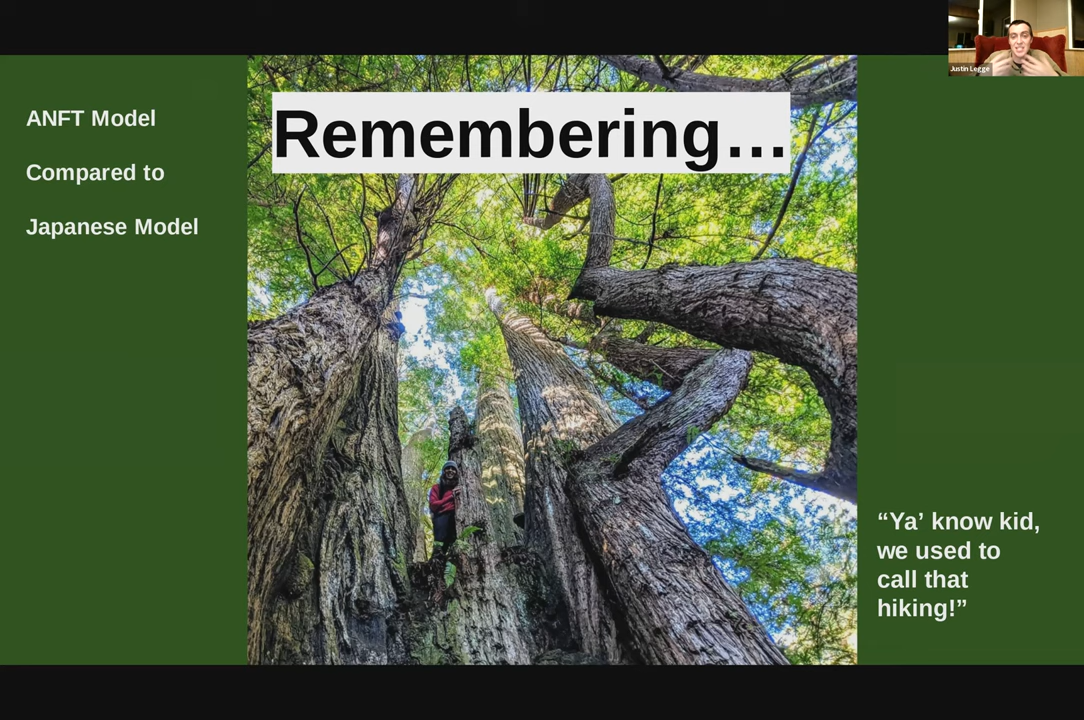 ANFT Model
Compared to
Japanese Model
Remembering…
“Ya’ know kid,
we used to
call that
hiking!”
Justin Legge